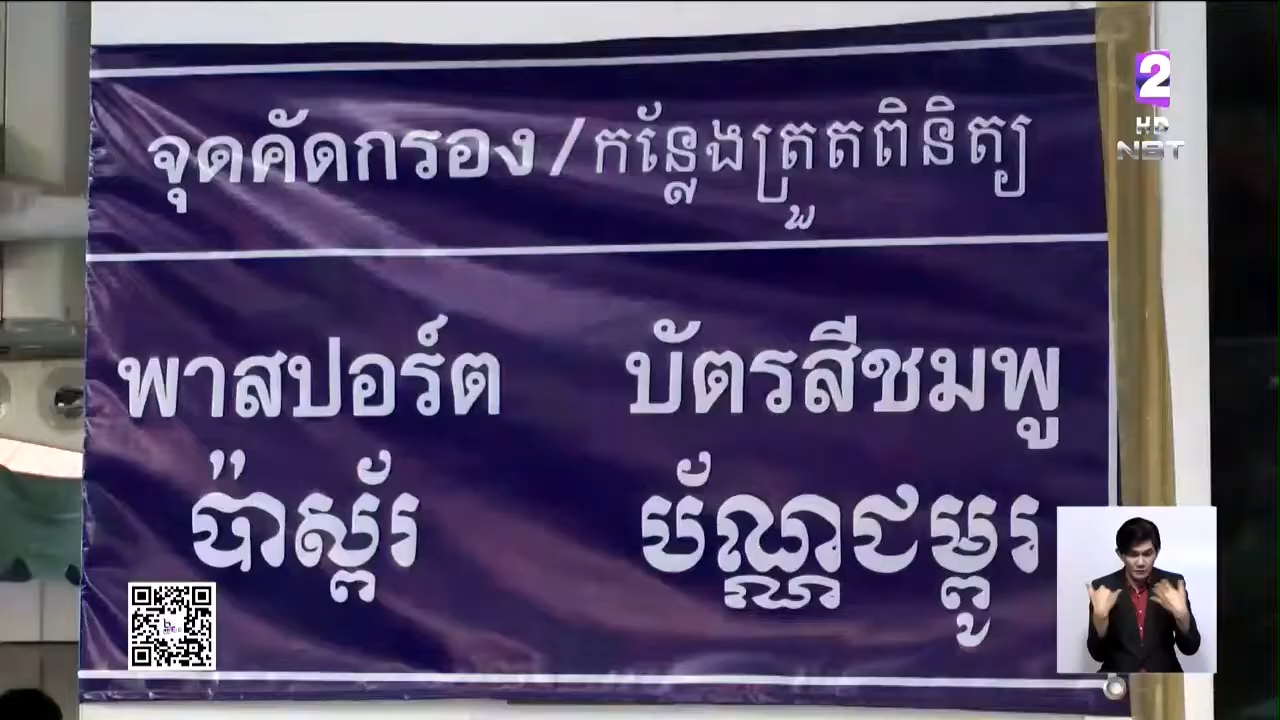 จุดคัดกรอง/កន្លែងត្រួតពិនិត្យ
พาสปอร์ต บัตรสีชมพู
ប៉ាស្ព័រ ប័ណ្ណជម្ពូរ
2
HD
NBT